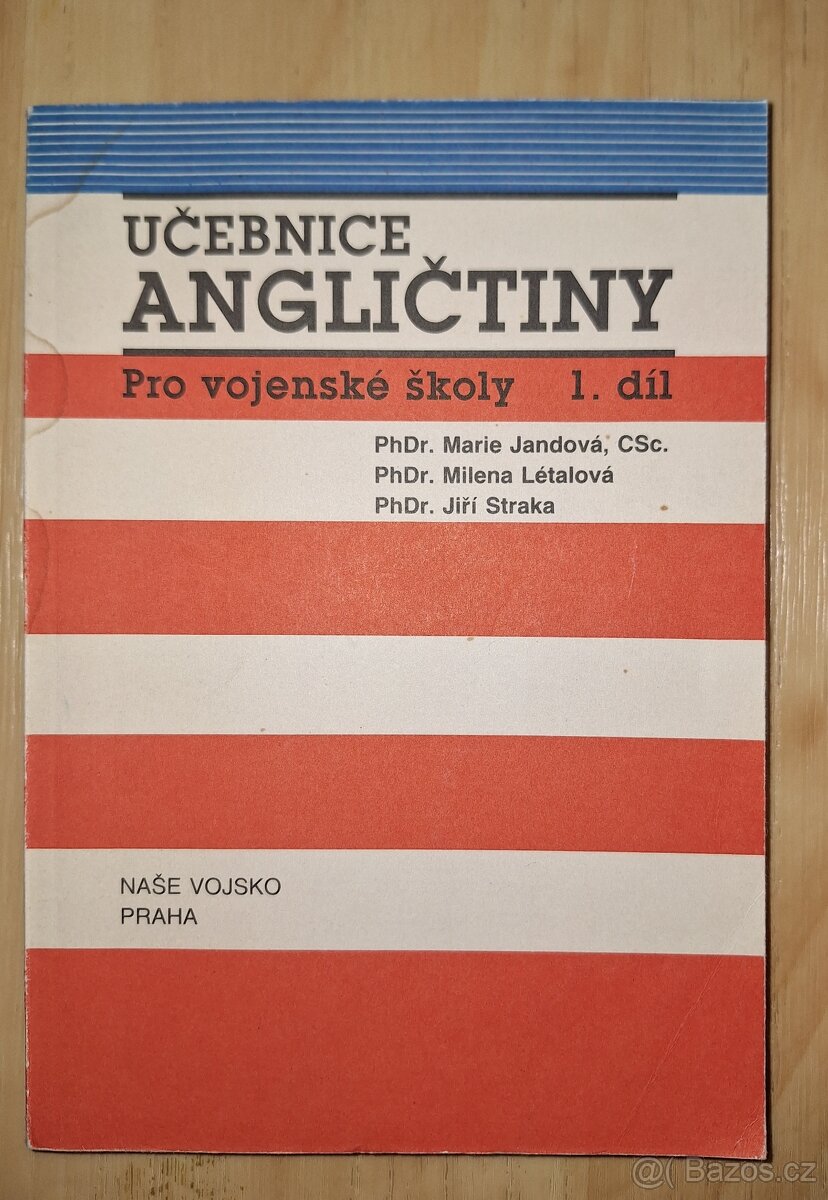 UČEBNICE
ANGLIČTINY
Pro vojenské školy 1. díl
PhDr. Marie Jandová, CSc.
PhDr. Milena Létalová
PhDr. Jiří Straka
NAŠE VOJSKO
PRAHA
@( Bazos.cz